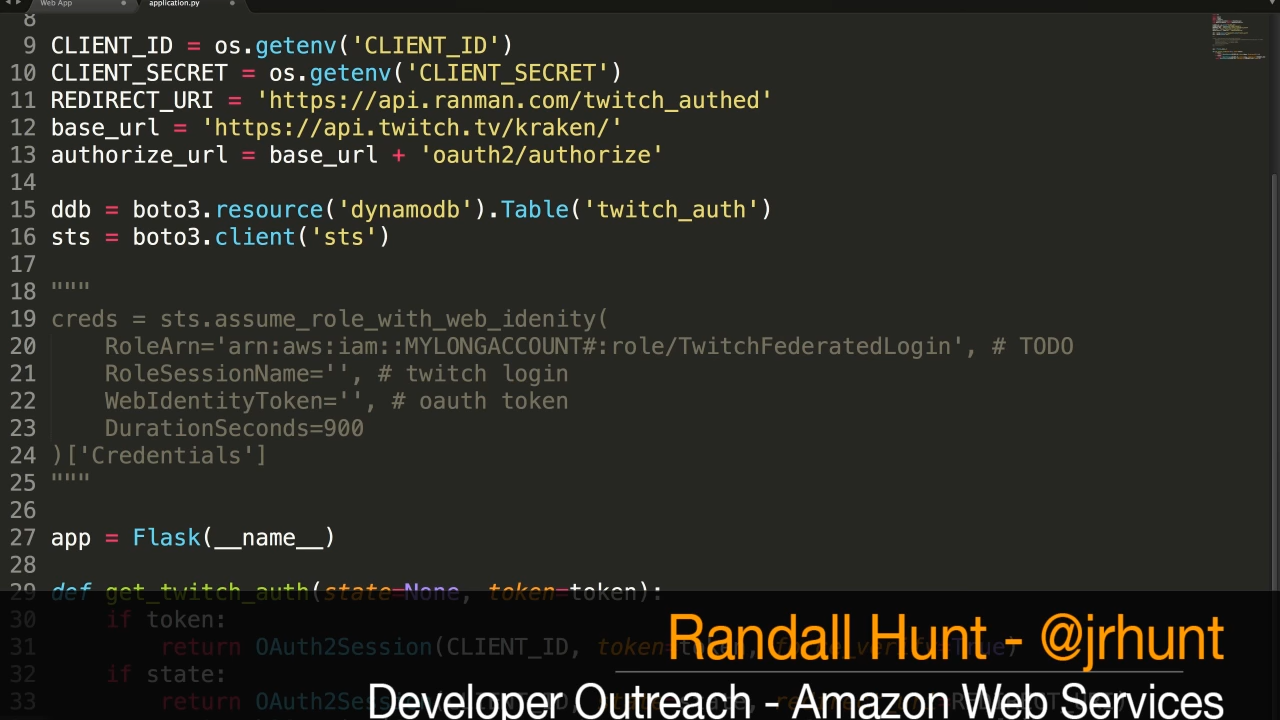 Web App
application.py
8
9 CLIENT_ID = os.getenv('CLIENT_ID')
10 CLIENT_SECRET = os.getenv('CLIENT_SECRET')
11 REDIRECT_URI = 'https://api.ranman.com/twitch_authed'
12 base_url = 'https://api.twitch.tv/kraken/'
13 authorize_url = base_url + 'oauth2/authorize'
14
15 ddb = boto3.resource('dynamodb').Table('twitch_auth')
16 sts = boto3.client('sts')
17
18 """
19 creds = sts.assume_role_with_web_idenity(
20 RoleArn='arn:aws:iam::MYLONGACCOUNT#:role/TwitchFederatedLogin', # TODO
21 RoleSessionName='', # twitch login
22 WebIdentityToken='', # oauth token
23 DurationSeconds=900
24 )['Credentials']
25 """
26
27 app = Flask(__name__)
28
29 def get_twitch_auth(state=None, token=token):
30 if token:
31 return OAuth2Session(CLIENT_ID, token=
32 if state:
33 return OAuth2Ses
Randall Hunt - @jrhunt
Developer Outreach - Amazon Web Services